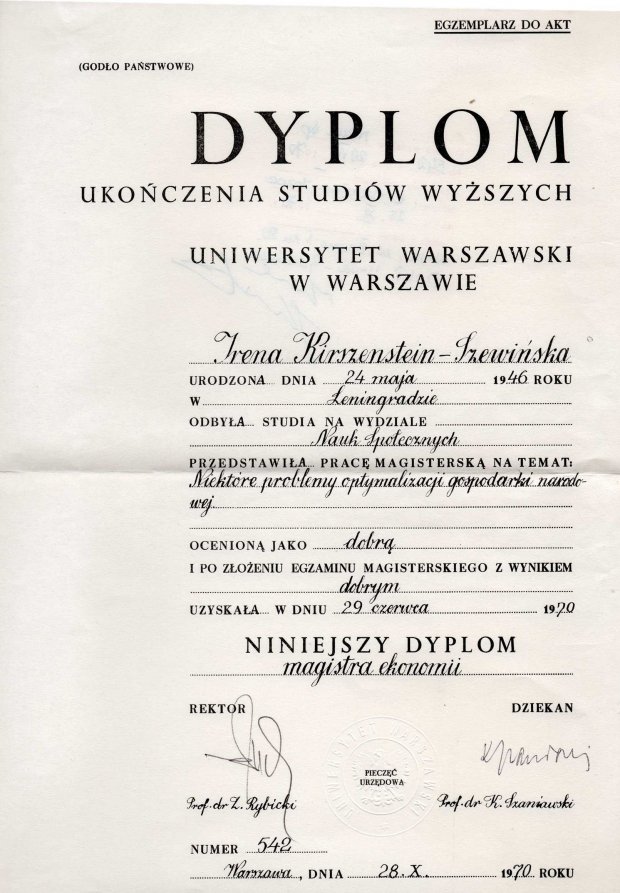 EGZEMPLARZ DO AKT
(GODŁO PAŃSTWOWE)
DYPLOM
UKOŃCZENIA STUDIÓW WYŻSZYCH
UNIWERSYTET WARSZAWSKI
W WARSZAWIE
Irena Kirszenstein-Szewińska
URODZONA DNIA 24 maja 1946 ROKU
W Leningradzie
ODBYŁA STUDIA NA WYDZIALE
Nauk Społecznych
PRZEDSTAWIŁA PRACĘ MAGISTERSKĄ NA TEMAT:
Niektóre problemy optymalizacji gospodarki narodo-
wej
OCENIONĄ JAKO dobrą
I PO ZŁOŻENIU EGZAMINU MAGISTERSKIEGO Z WYNIKIEM
dobrym
UZYSKAŁA W DNIU 29 czerwca 1970
NINIEJSZY DYPLOM
magistra ekonomii
REKTOR DZIEKAN
UNIWERSYTET WARSZAWSKI
PIECZĘĆ
URZĘDOWA
Prof. dr Z. Rybicki Prof. dr K. Szaniawski
NUMER 542
Warszawa, DNIA 28. X. 1970 ROKU